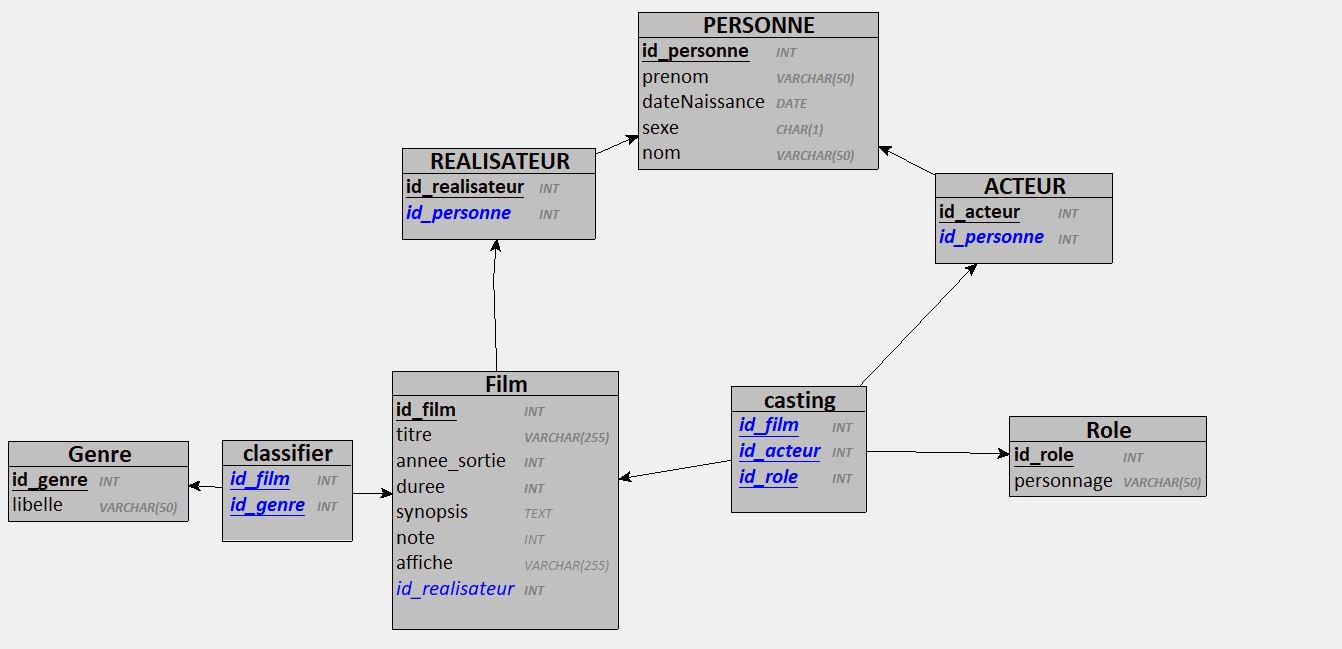 PERSONNE
id_personne INT
prenom VARCHAR(50)
dateNaissance DATE
sexe CHAR(1)
nom VARCHAR(50)
REALISATEUR
id_realisateur INT
id_personne INT
ACTEUR
id_acteur INT
id_personne INT
Film
id_film INT
titre VARCHAR(255)
annee_sortie INT
duree INT
synopsis TEXT
note INT
affiche VARCHAR(255)
id_realisateur INT
casting
id_film INT
id_acteur INT
id_role INT
Role
id_role INT
personnage VARCHAR(50)
Genre
id_genre INT
libelle VARCHAR(50)
classifier
id_film INT
id_genre INT